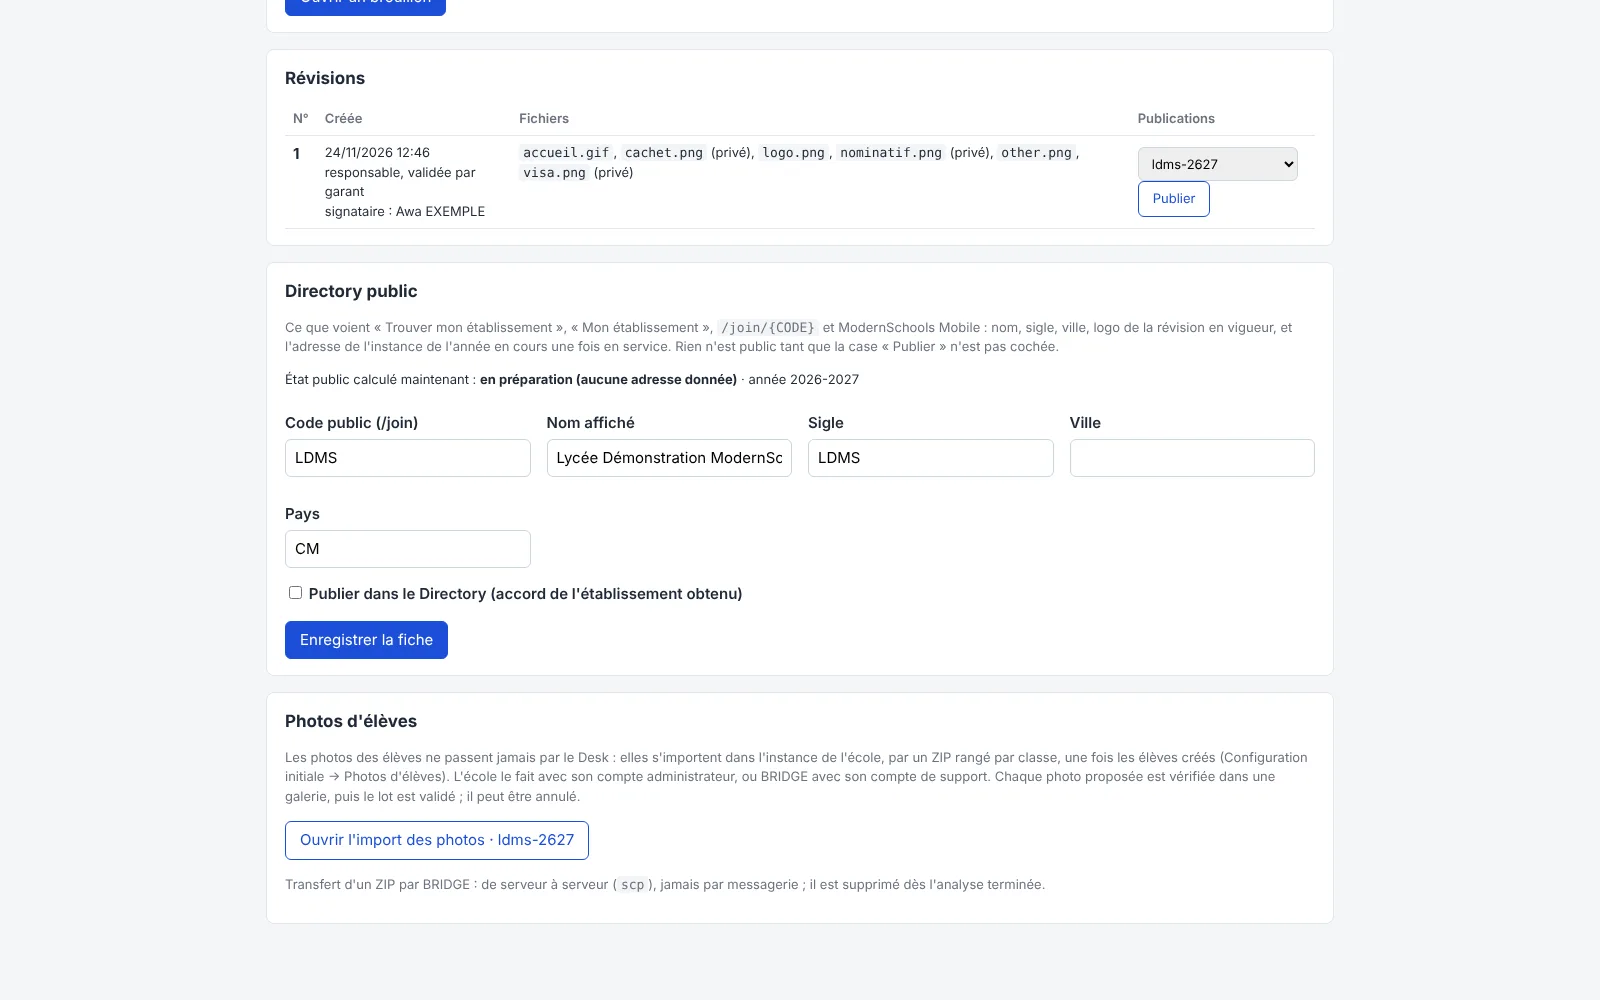 Ouvrir un brouillon
Révisions
N° Créée Fichiers Publications
1
24/11/2026 12:46
responsable, validée par
garant
signataire : Awa EXEMPLE
accueil.gif, cachet.png (privé), logo.png, nominatif.png (privé), other.png,
visa.png (privé)
ldms-2627
Publier
Directory public
Ce que voient « Trouver mon établissement », « Mon établissement », /join/{CODE} et ModernSchools Mobile : nom, sigle, ville, logo de la révision en vigueur, et
l'adresse de l'instance de l'année en cours une fois en service. Rien n'est public tant que la case « Publier » n'est pas cochée.
État public calculé maintenant : en préparation (aucune adresse donnée) · année 2026-2027
Code public (/join) Nom affiché Sigle Ville
LDMS Lycée Démonstration ModernSc LDMS
Pays
CM
Publier dans le Directory (accord de l'établissement obtenu)
Enregistrer la fiche
Photos d'élèves
Les photos des élèves ne passent jamais par le Desk : elles s'importent dans l'instance de l'école, par un ZIP rangé par classe, une fois les élèves créés (Configuration
initiale → Photos d'élèves). L'école le fait avec son compte administrateur, ou BRIDGE avec son compte de support. Chaque photo proposée est vérifiée dans une
galerie, puis le lot est validé ; il peut être annulé.
Ouvrir l'import des photos · ldms-2627
Transfert d'un ZIP par BRIDGE : de serveur à serveur (scp), jamais par messagerie ; il est supprimé dès l'analyse terminée.